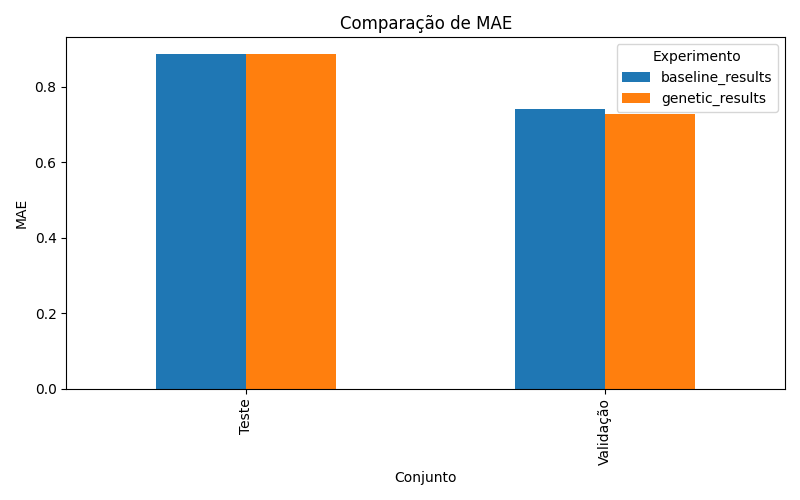 Comparação de MAE
Experimento
baseline_results
genetic_results
MAE
0.8
0.6
0.4
0.2
0.0
Teste
Validação
Conjunto